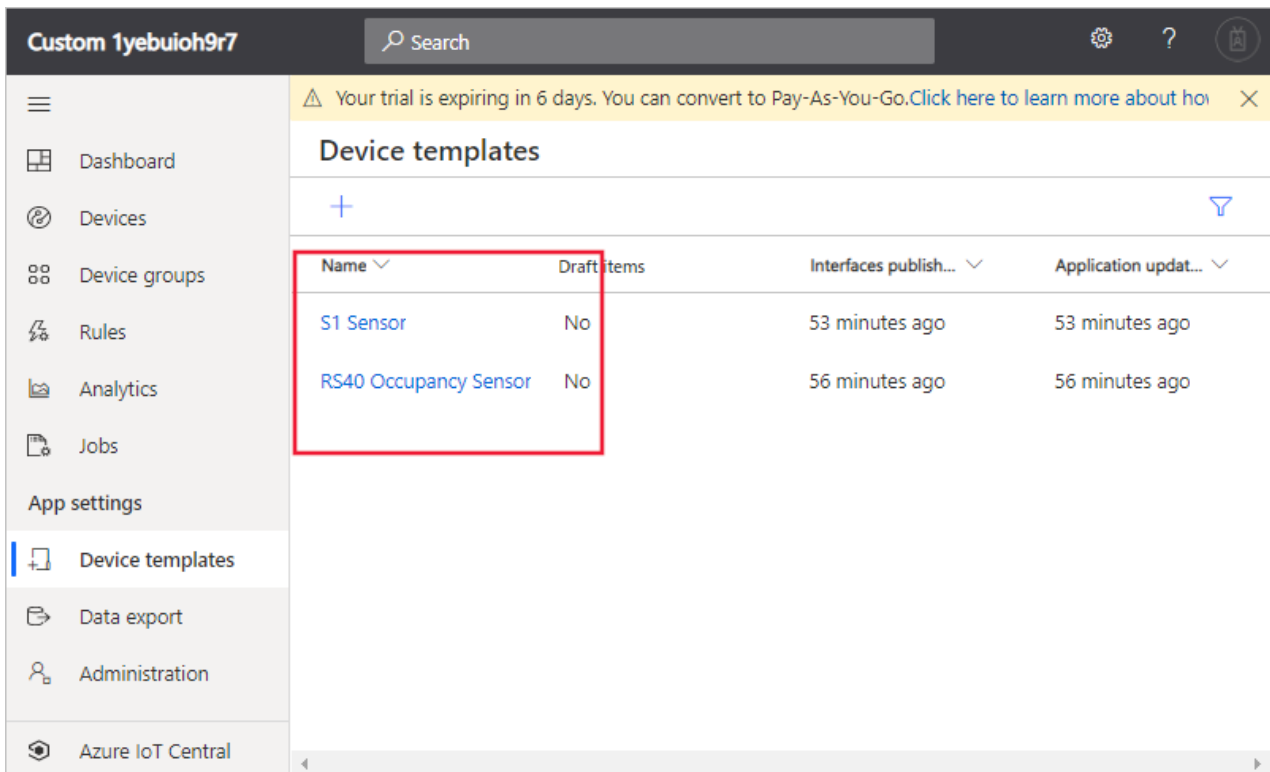 Custom 1yebuioh9r7
Search
?
Your trial is expiring in 6 days. You can convert to Pay-As-You-Go.Click here to learn more about how
Dashboard
Devices
Device groups
Rules
Analytics
Jobs
App settings
Device templates
Data export
Administration
Azure IoT Central
Device templates
Name Draft items Interfaces publish... Application updat...
S1 Sensor No 53 minutes ago 53 minutes ago
RS40 Occupancy Sensor No 56 minutes ago 56 minutes ago